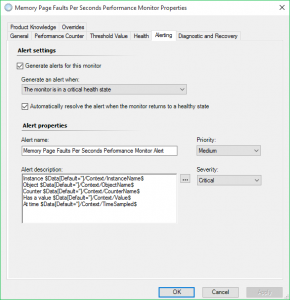 Memory Page Faults Per Seconds Performance Monitor Properties
Product Knowledge Overrides
General Performance Counter Threshold Value Health Alerting Diagnostic and Recovery
Alert settings
Generate alerts for this monitor
Generate an alert when:
The monitor is in a critical health state
Automatically resolve the alert when the monitor returns to a healthy state
Alert properties
Alert name:
Priority:
Memory Page Faults Per Seconds Performance Monitor Alert
Medium
Alert description:
Severity:
Instance $Data[Default='']/Context/InstanceName$
... Critical
Object $Data[Default='']/Context/ObjectName$
Counter $Data[Default='']/Context/CounterName$
Has a value $Data[Default='']/Context/Value$
At time $Data[Default='']/Context/TimeSampled$
OK Cancel Apply